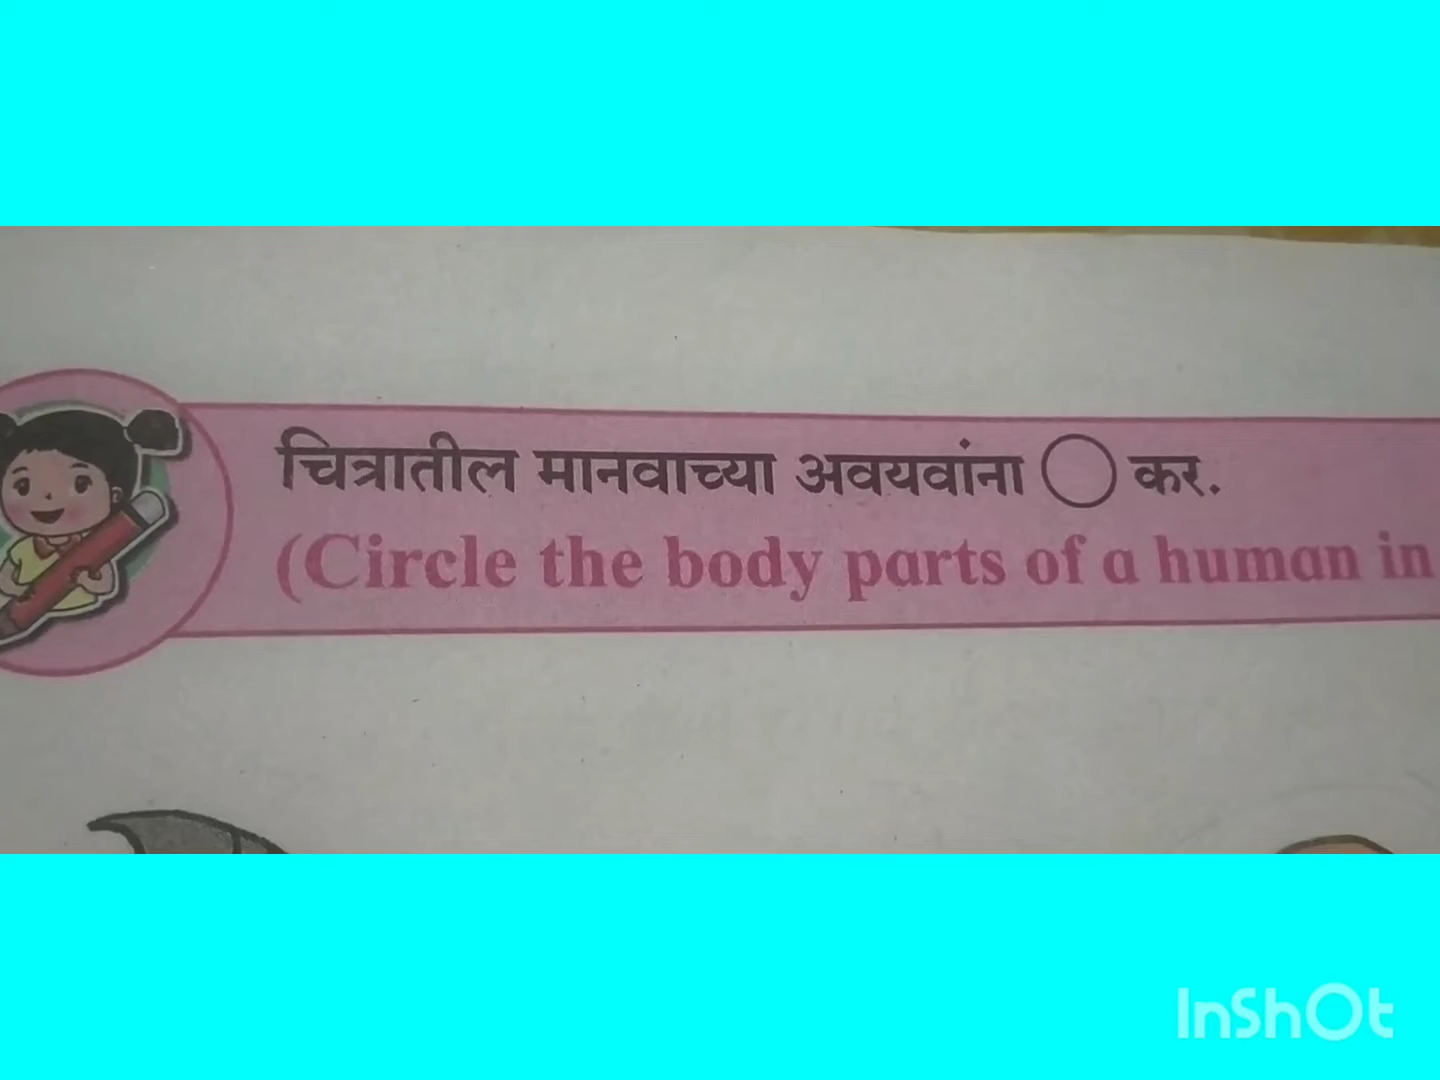 चित्रातील मानवाच्या अवयवांना ◯ कर.
(Circle the body parts of a human in
InShOt